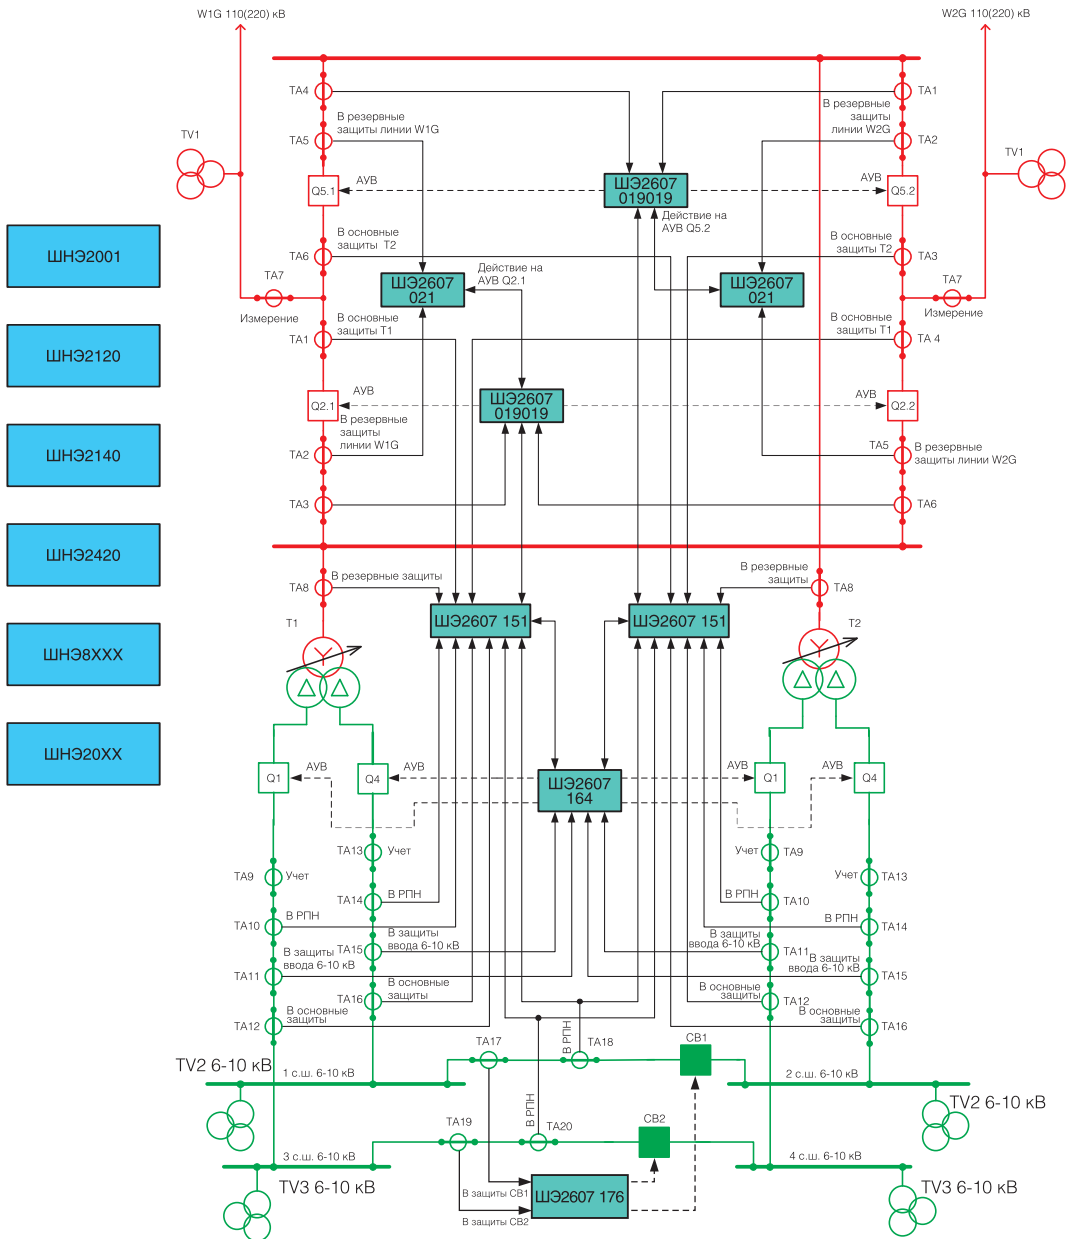 W1G 110(220) кВ
W2G 110(220) кВ
TA4
TA1
В резервные
защиты линии W1G
В резервные
защиты
линии W2G
TV1
TA5
TA2
TV1
Q5.1
АУВ
ШЭ2607
019019
АУВ
Q5.2
Действие на
АУВ Q5.2
ШНЭ2001
В основные
защиты T2
В основные
защиты T2
TA6
TA3
Действие на
АУВ Q2.1
TA7
ШЭ2607
021
ШЭ2607
021
TA7
Измерение
Измерение
В основные
защиты T1
В основные
защиты T1
TA1
TA 4
ШНЭ2120
АУВ
АУВ
Q2.1
ШЭ2607
019019
Q2.2
В резервные
защиты
линии W1G
ШНЭ2140
TA2
TA5
В резервные
защиты линии W2G
TA3
TA6
ШНЭ2420
TA8
В резервные защиты
В резервные
защиты
TA8
T1
ШЭ2607 151
ШЭ2607 151
T2
ШНЭ8XXX
ШНЭ20XX
Q1
АУВ
Q4
АУВ
ШЭ2607
164
АУВ
Q1
АУВ
Q4
TA13
Учет
Учет
TA9
TA9
Учет
Учет
TA13
TA14
В РПН
В РПН
TA10
TA10
В РПН
В РПН
TA14
В защиты
ввода 6-10 кВ
TA15
В защиты
ввода 6-10 кВ
TA11
TA11
В защиты
ввода 6-10 кВ
TA15
TA16
В основные
защиты
В основные
защиты
TA12
TA12
В основные
защиты
В основные
защиты
TA16
TA17
В РПН
TA18
СВ1
TV2 6-10 кВ
1 с.ш. 6-10 кВ
2 с.ш. 6-10 кВ
TV2 6-10 кВ
TA19
В РПН
TA20
СВ2
3 с.ш. 6-10 кВ
4 с.ш. 6-10 кВ
TV3 6-10 кВ
TV3 6-10 кВ
В защиты СВ1
ШЭ2607 176
В защиты СВ2